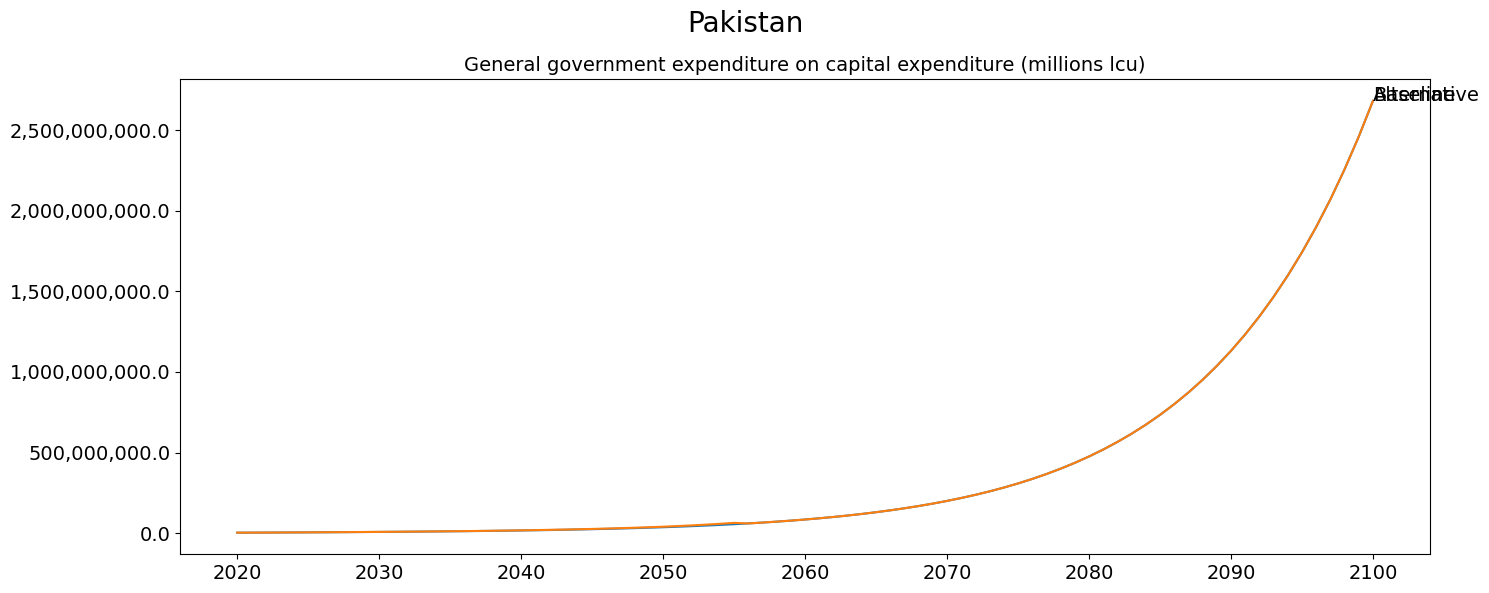 Pakistan
General government expenditure on capital expenditure (millions lcu)
2,500,000,000.0
2,000,000,000.0
1,500,000,000.0
1,000,000,000.0
500,000,000.0
0.0
Baseline
Alternative
2020 2030 2040 2050 2060 2070 2080 2090 2100